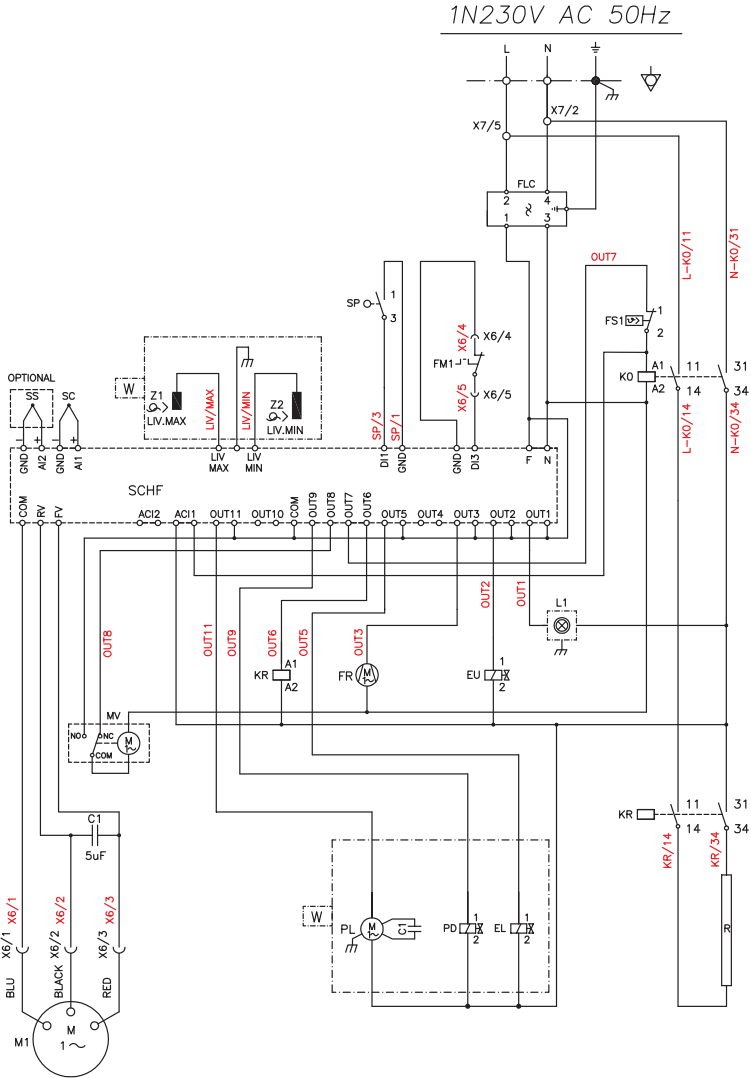 1N230V AC 50Hz
L N
X7/2
X7/5
FLC
2 4
1 3
L-K0/11
N-K0/31
OUT7
SP
1
3
X6/4
X6/4
FM1
X6/5
X6/5
FS1
1
2
K0
A1
A2
11
14
31
34
L-K0/14
N-K0/34
OPTIONAL
SS SC
W
Z1
LIV.MAX
LIV/MAX
LIV/MIN
Z2
LIV.MIN
SP/3
SP/1
- + - +
GND AI2 GND AI1
LIV MAX
LIV MIN
DI1 GND GND DI3 F N
SCHF
COM RV FV ACI2 ACI1 OUT11 OUT10 COM OUT9 OUT8 OUT7 OUT6 OUT5 OUT4 OUT3 OUT2 OUT1
OUT2
OUT1
L1
OUT8
OUT11
OUT9
OUT6
OUT5
OUT3
KR
A1
A2
FR
M
1~
EU
1
2
MV
NO NC
COM
M
1~
C1
5uF
KR
11
14
31
34
KR/14
KR/34
R
X6/1
X6/1
X6/2
X6/2
X6/3
X6/3
BLU
BLACK
RED
M1
M
1~
W
PL
M
1~
C1
PD
1
2
EL
1
2